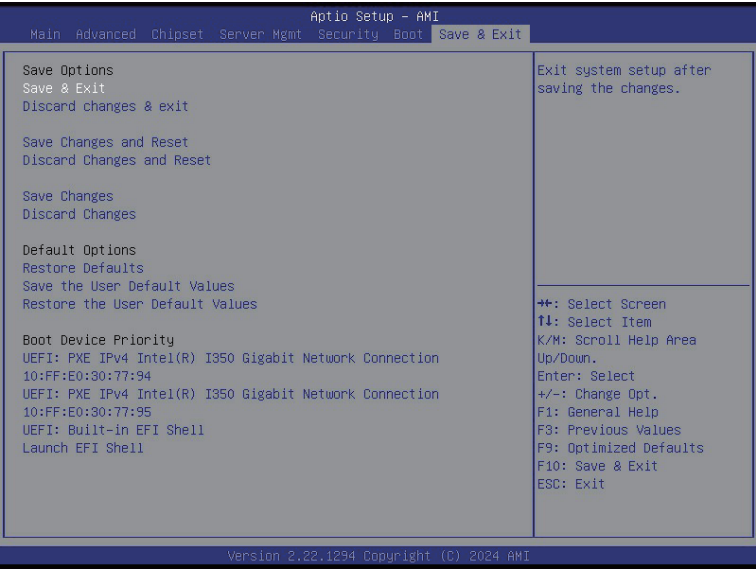 Aptio Setup – AMI
Main Advanced Chipset Server Mgmt Security Boot Save & Exit
Save Options
Save & Exit
Discard changes & exit
Save Changes and Reset
Discard Changes and Reset
Save Changes
Discard Changes
Default Options
Restore Defaults
Save the User Default Values
Restore the User Default Values
Boot Device Priority
UEFI: PXE IPv4 Intel(R) I350 Gigabit Network Connection
10:FF:E0:30:77:94
UEFI: PXE IPv4 Intel(R) I350 Gigabit Network Connection
10:FF:E0:30:77:95
UEFI: Built-in EFI Shell
Launch EFI Shell
Exit system setup after
saving the changes.
→←: Select Screen
↑↓: Select Item
K/M: Scroll Help Area
Up/Down.
Enter: Select
+/-: Change Opt.
F1: General Help
F3: Previous Values
F9: Optimized Defaults
F10: Save & Exit
ESC: Exit
Version 2.22.1294 Copyright (C) 2024 AMI